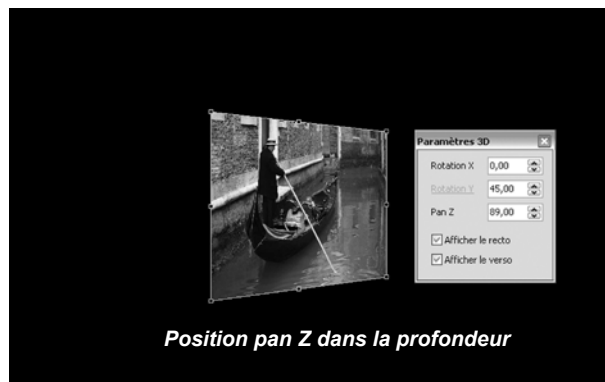 Paramètres 3D
Rotation X 0,00
Rotation Y 45,00
Pan Z 89,00
Afficher le recto
Afficher le verso
Position pan Z dans la profondeur